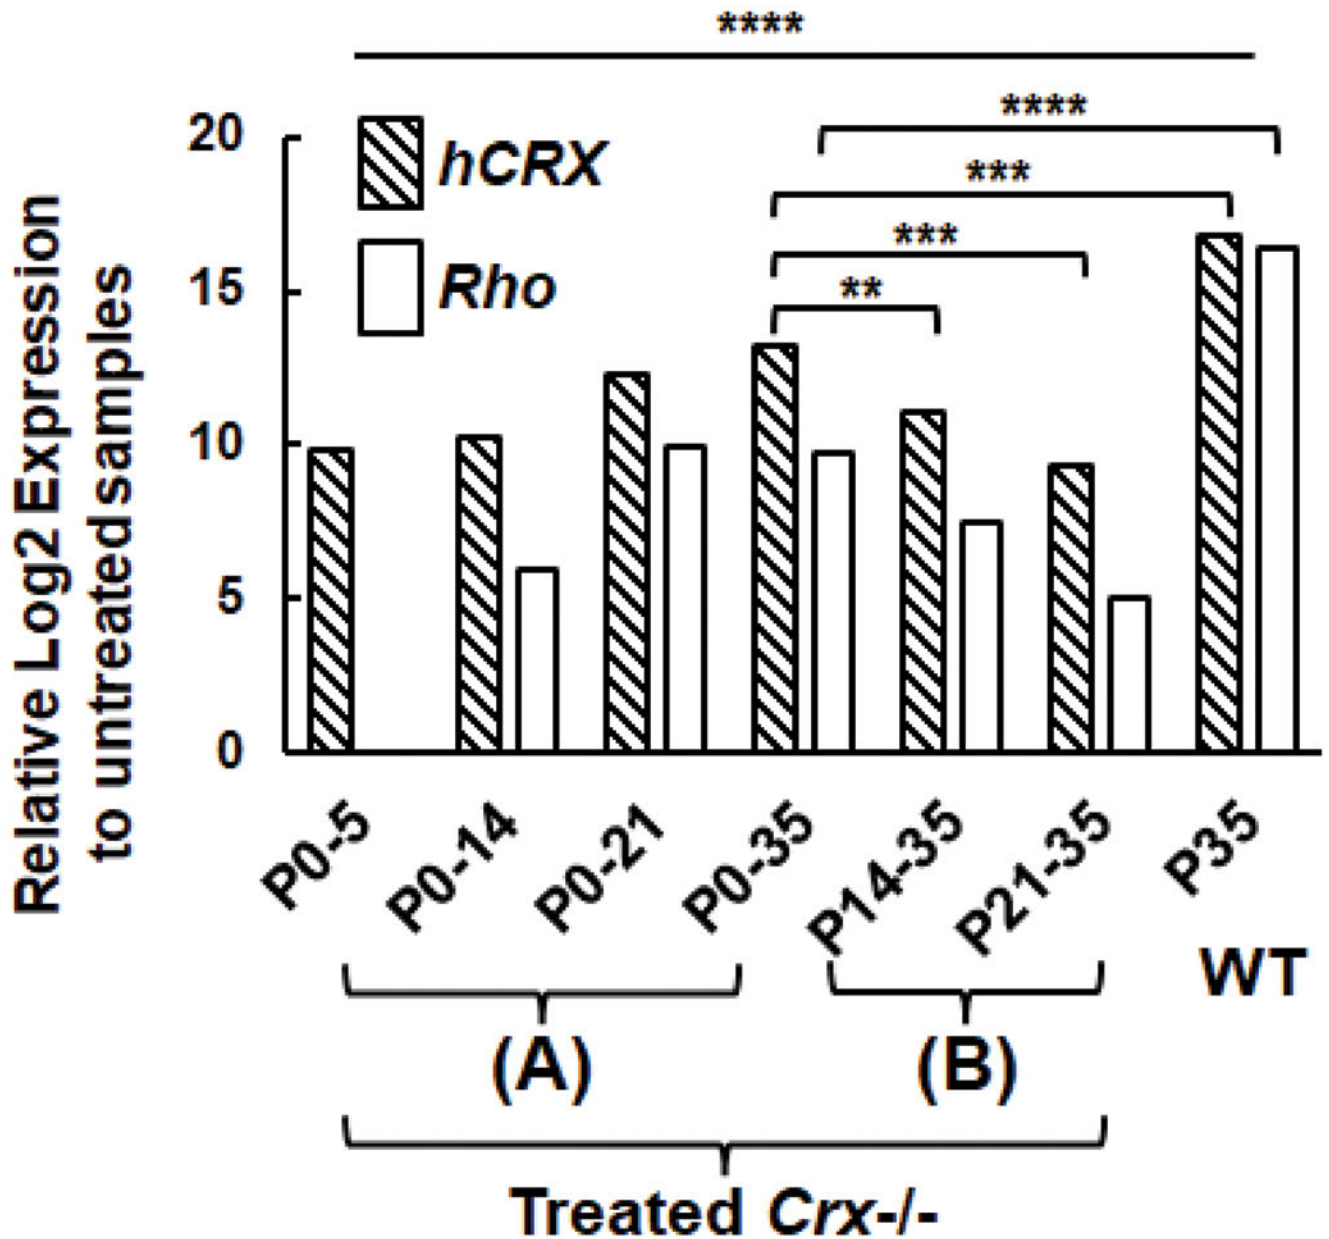 ****
****
***
***
**
20
15
10
5
0
hCRX
Rho
Relative Log2 Expression
to untreated samples
P0-5
P0-14
P0-21
P0-35
P14-35
P21-35
P35
WT
(A)
(B)
Treated Crx-/-